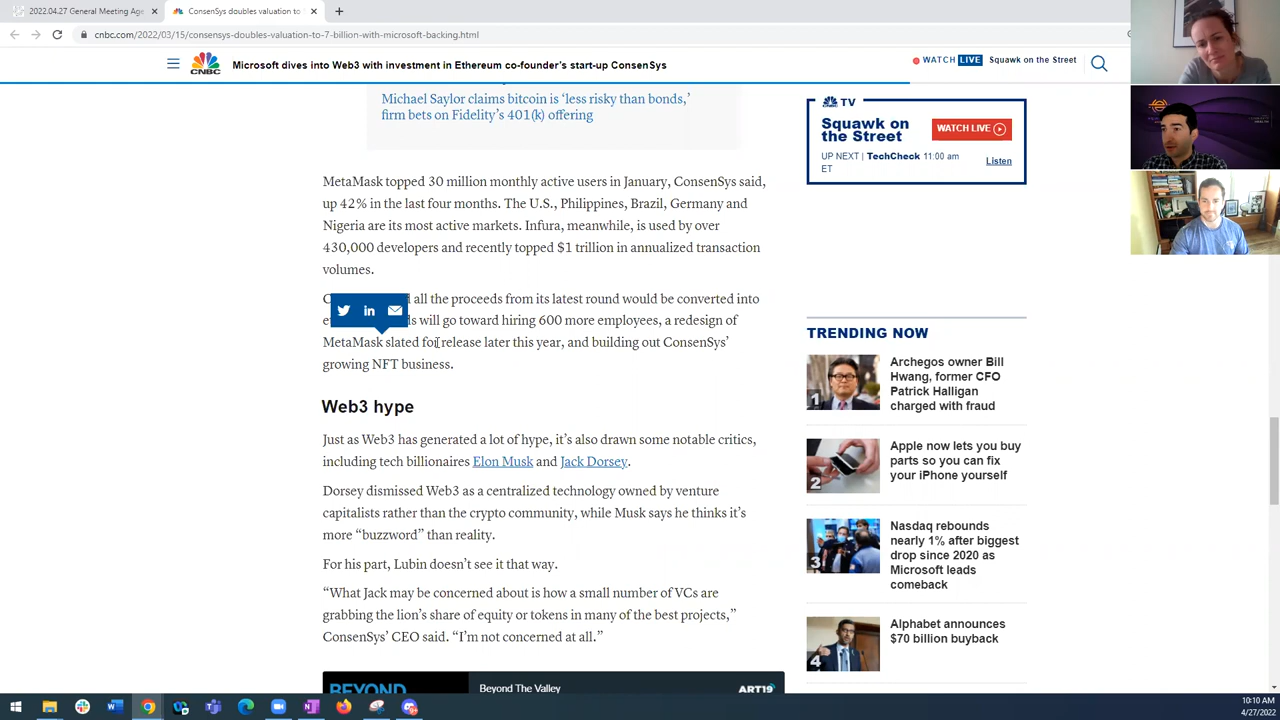 2022.04.27 General Meeting Age
ConsenSys doubles valuation to
cnbc.com/2022/03/15/consensys-doubles-valuation-to-7-billion-with-microsoft-backing.html
CNBC
Microsoft dives into Web3 with investment in Ethereum co-founder's start-up ConsenSys
WATCH LIVE
Squawk on the Street
Michael Saylor claims bitcoin is ‘less risky than bonds,’
firm bets on Fidelity’s 401(k) offering
MetaMask topped 30 million monthly active users in January, ConsenSys said,
up 42% in the last four months. The U.S., Philippines, Brazil, Germany and
Nigeria are its most active markets. Infura, meanwhile, is used by over
430,000 developers and recently topped $1 trillion in annualized transaction
volumes.
all the proceeds from its latest round would be converted into
will go toward hiring 600 more employees, a redesign of
MetaMask slated for release later this year, and building out ConsenSys’
growing NFT business.
Web3 hype
Just as Web3 has generated a lot of hype, it’s also drawn some notable critics,
including tech billionaires Elon Musk and Jack Dorsey.
Dorsey dismissed Web3 as a centralized technology owned by venture
capitalists rather than the crypto community, while Musk says he thinks it’s
more “buzzword” than reality.
For his part, Lubin doesn’t see it that way.
“What Jack may be concerned about is how a small number of VCs are
grabbing the lion’s share of equity or tokens in many of the best projects,”
ConsenSys’ CEO said. “I’m not concerned at all.”
BEYOND
Beyond The Valley
ART19
TV
Squawk on
the Street
WATCH LIVE
UP NEXT | TechCheck 11:00 am
ET
Listen
TRENDING NOW
1
Archegos owner Bill
Hwang, former CFO
Patrick Halligan
charged with fraud
2
Apple now lets you buy
parts so you can fix
your iPhone yourself
3
Nasdaq rebounds
nearly 1% after biggest
drop since 2020 as
Microsoft leads
comeback
4
Alphabet announces
$70 billion buyback
10:10 AM
4/27/2022